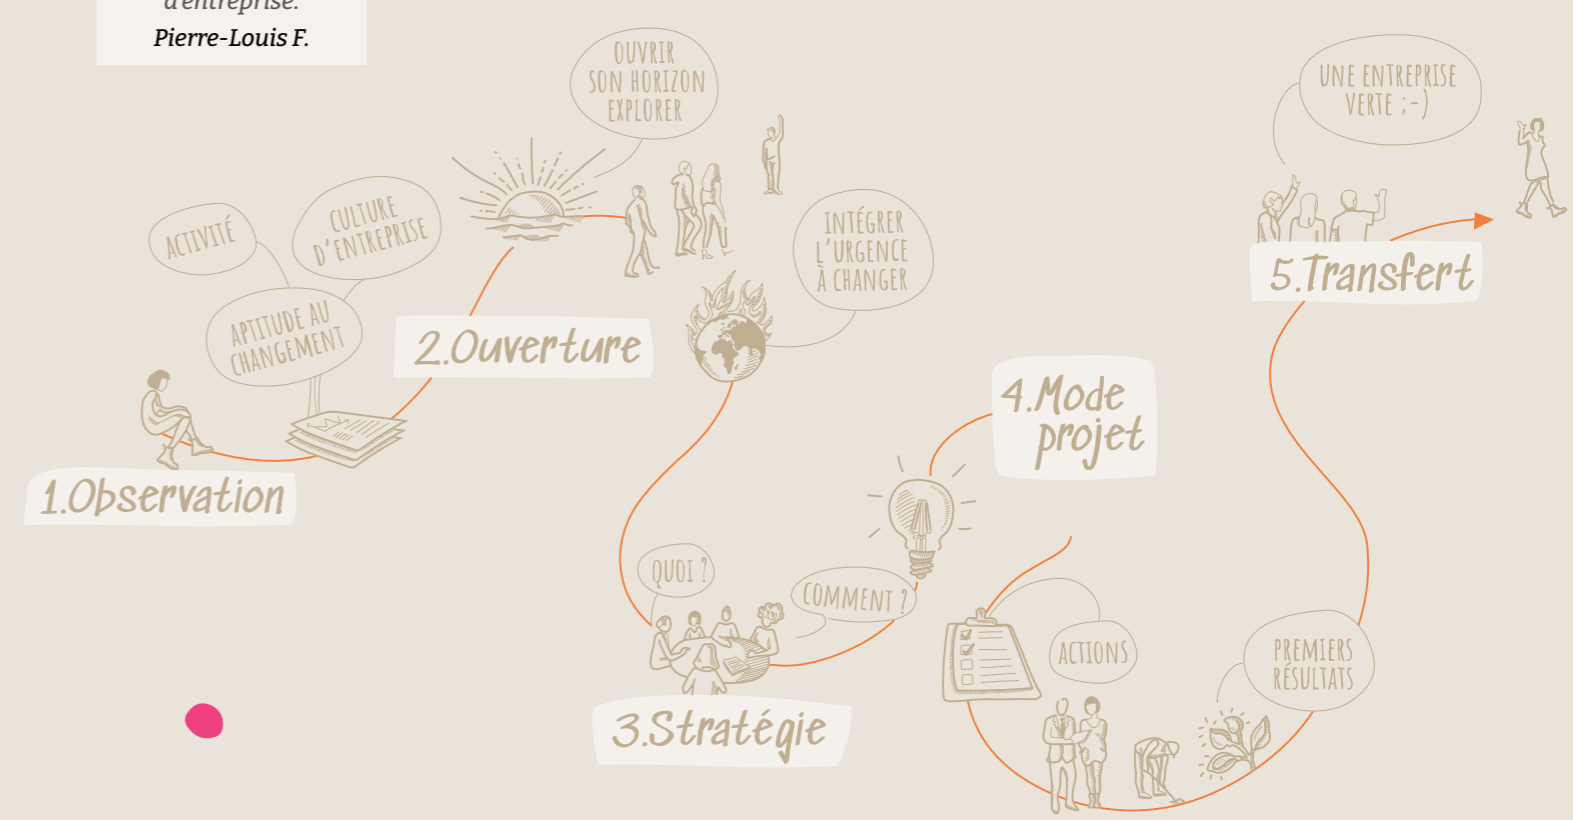 d'entreprise.
Pierre-Louis F.
ACTIVITÉ
CULTURE
D'ENTREPRISE
APTITUDE AU
CHANGEMENT
1.Observation
2.Ouverture
OUVRIR
SON HORIZON
EXPLORER
INTÉGRER
L'URGENCE
À CHANGER
QUOI ?
COMMENT ?
3.Stratégie
4.Mode
projet
ACTIONS
PREMIERS
RÉSULTATS
5.Transfert
UNE ENTREPRISE
VERTE ;-)